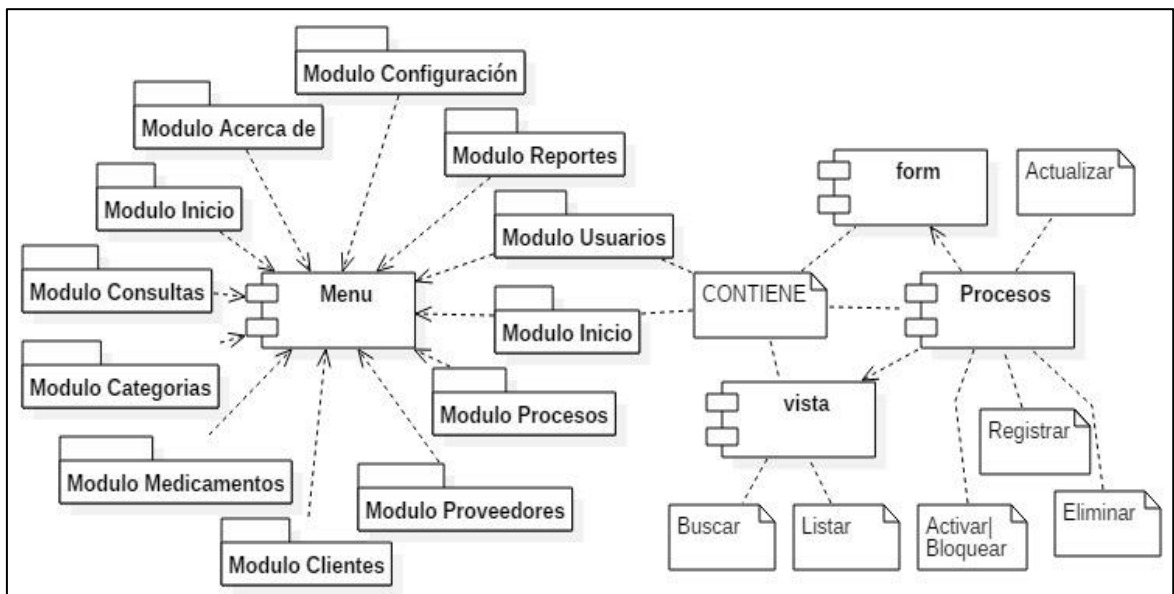 Modulo Configuración
Modulo Acerca de
Modulo Reportes
form
Actualizar
Modulo Inicio
Modulo Usuarios
Modulo Consultas
Menu
CONTIENE
Procesos
Modulo Inicio
Modulo Categorias
Modulo Procesos
vista
Registrar
Modulo Medicamentos
Modulo Proveedores
Buscar
Listar
Activar|
Bloquear
Eliminar
Modulo Clientes